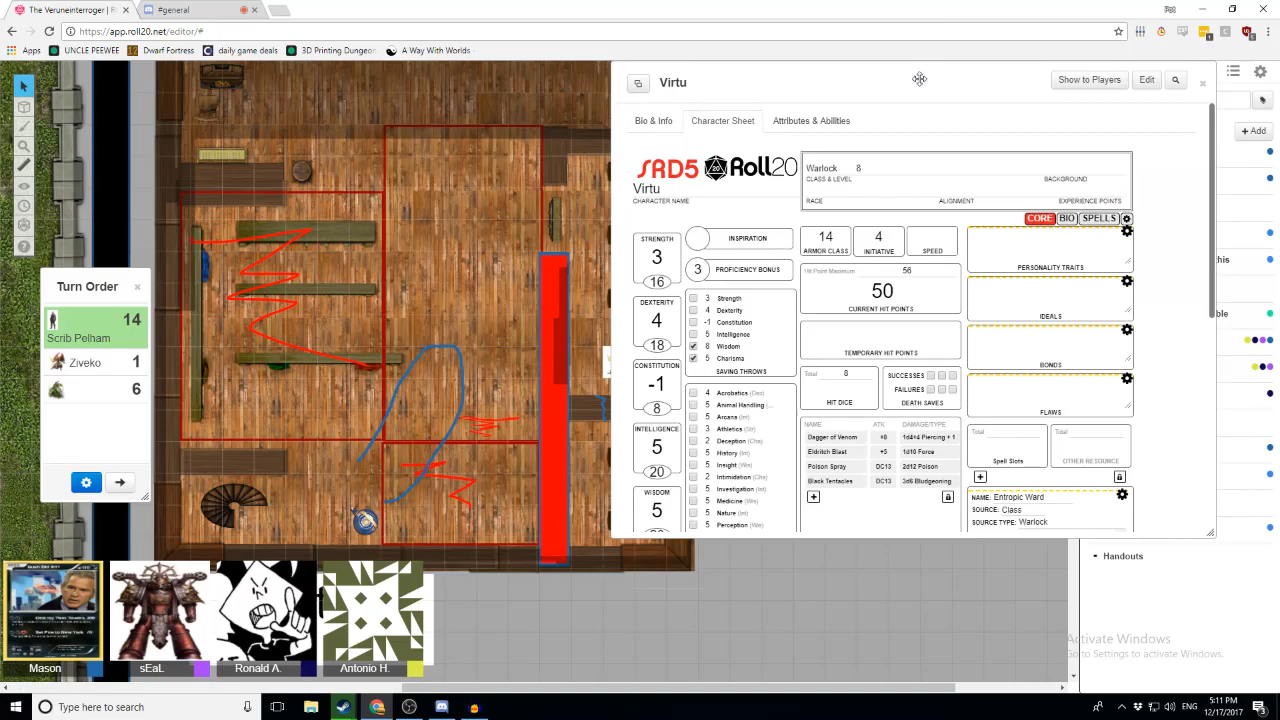 The Veruneinterroger | R
#general
https://app.roll20.net/editor/#
Apps
UNCLE PEEWEE
Dwarf Fortress
daily game deals
3D Printing Dungeon
A Way With Worlds
Virtu
Show to Players
Edit
Bio & Info
Character Sheet
Attributes & Abilities
+ Add
SRD5 Roll20
Virtu
CHARACTER NAME
Warlock 8
CLASS & LEVEL
BACKGROUND
RACE
ALIGNMENT
EXPERIENCE POINTS
CORE
BIO
SPELLS
STRENGTH
3
16
DEXTERITY
4
18
CONSTITUTION
-1
8
INTELLIGENCE
5
20
WISDOM
5
INSPIRATION
3 PROFICIENCY BONUS
3 Strength
4 Dexterity
-1 Constitution
5 Intelligence
8 Wisdom
5 Charisma
SAVING THROWS
4 Acrobatics (Dex)
5 Animal Handling (...
5 Arcana (Int)
3 Athletics (Str)
2 Deception (Cha)
5 History (Int)
5 Insight (Wis)
2 Intimidation (Cha)
5 Investigation (Int)
5 Medicine (Wis)
5 Nature (Int)
5 Perception (Wis)
14
ARMOR CLASS
4
INITIATIVE
SPEED
Hit Point Maximum 56
50
CURRENT HIT POINTS
TEMPORARY HIT POINTS
Total 8
HIT DICE
SUCCESSES
FAILURES
DEATH SAVES
NAME ATK DAMAGE/TYPE
Dagger of Venom +8 1d4+4 Piercing + 1
Eldritch Blast +5 1d10 Force
Poison Spray DC13 2d12 Poison
Black Tentacles DC13 3d6 Bludgeoning
PERSONALITY TRAITS
IDEALS
BONDS
FLAWS
Total
Spell Slots
Total
OTHER RESOURCE
NAME: Entropic Ward
SOURCE: Class
SOURCE TYPE: Warlock
Turn Order
14
Scrib Pelham
Ziveko 1
6
this
ble
Handouts
Mason
sEaL
Ronald A.
Antonio H.
Activate Windows
Go to Settings to activate Windows.
Type here to search
ENG
5:11 PM
12/17/2017
3